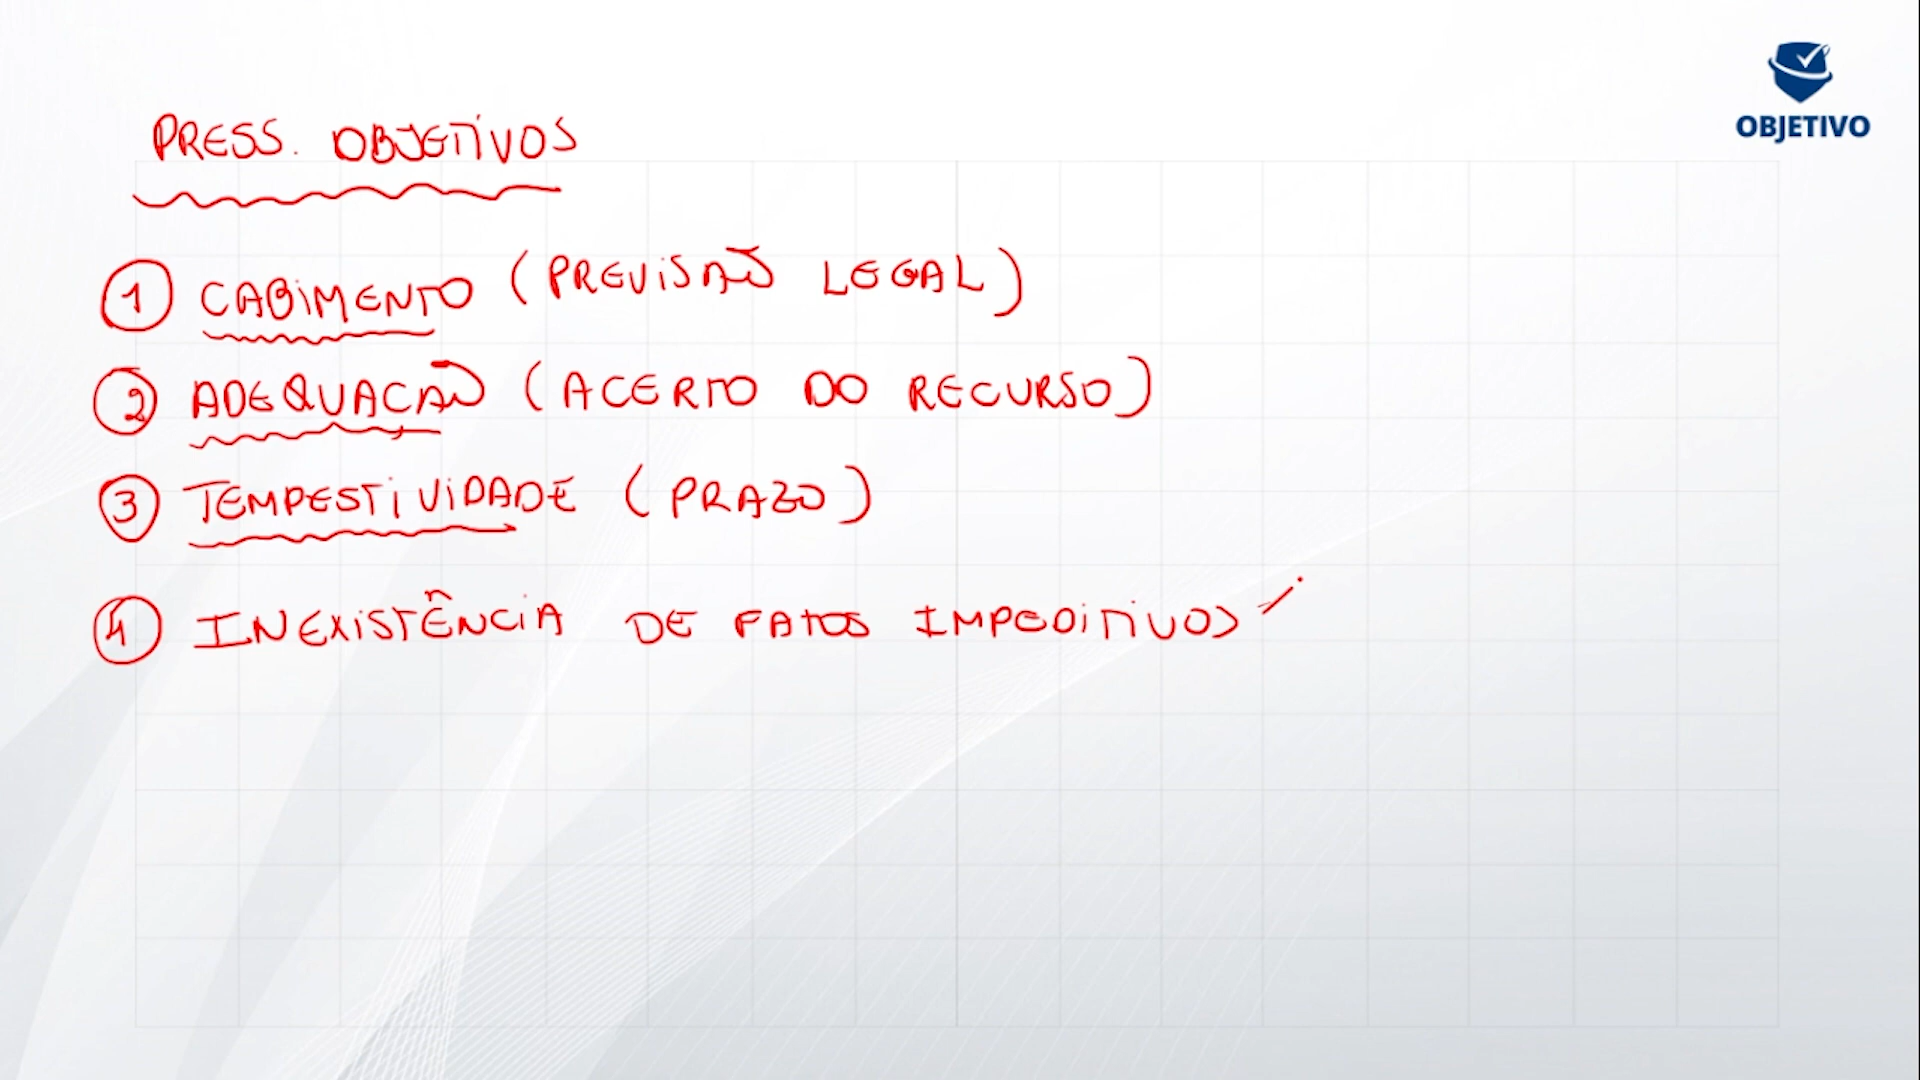 OBJETIVO
PRESS. OBJETIVOS
1 CABIMENTO (PREVISÃO LEGAL)
2 ADEQUAÇÃO (ACERTO DO RECURSO)
3 TEMPESTIVIDADE (PRAZO)
4 INEXISTÊNCIA DE FATOS IMPEDITIVOS